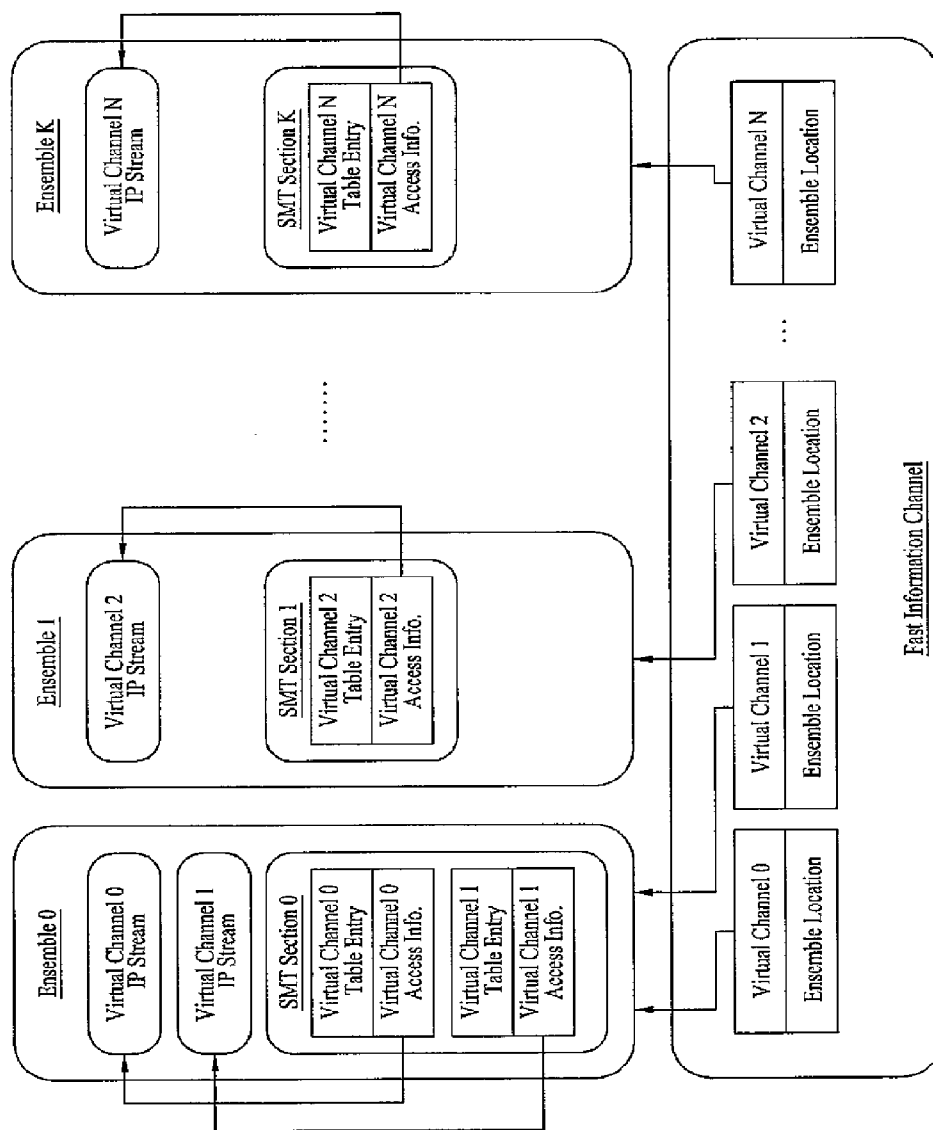 Ensemble 0
Virtual Channel 0
IP Stream
Virtual Channel 1
IP Stream
SMT Section 0
Virtual Channel 0
Table Entry
Virtual Channel 0
Access Info.
Virtual Channel 1
Table Entry
Virtual Channel 1
Access Info.
Ensemble 1
Virtual Channel 2
IP Stream
SMT Section 1
Virtual Channel 2
Table Entry
Virtual Channel 2
Access Info.
.......
Ensemble K
Virtual Channel N
IP Stream
SMT Section K
Virtual Channel N
Table Entry
Virtual Channel N
Access Info.
Virtual Channel 0
Ensemble Location
Virtual Channel 1
Ensemble Location
Virtual Channel 2
Ensemble Location
...
Virtual Channel N
Ensemble Location
Fast Information Channel